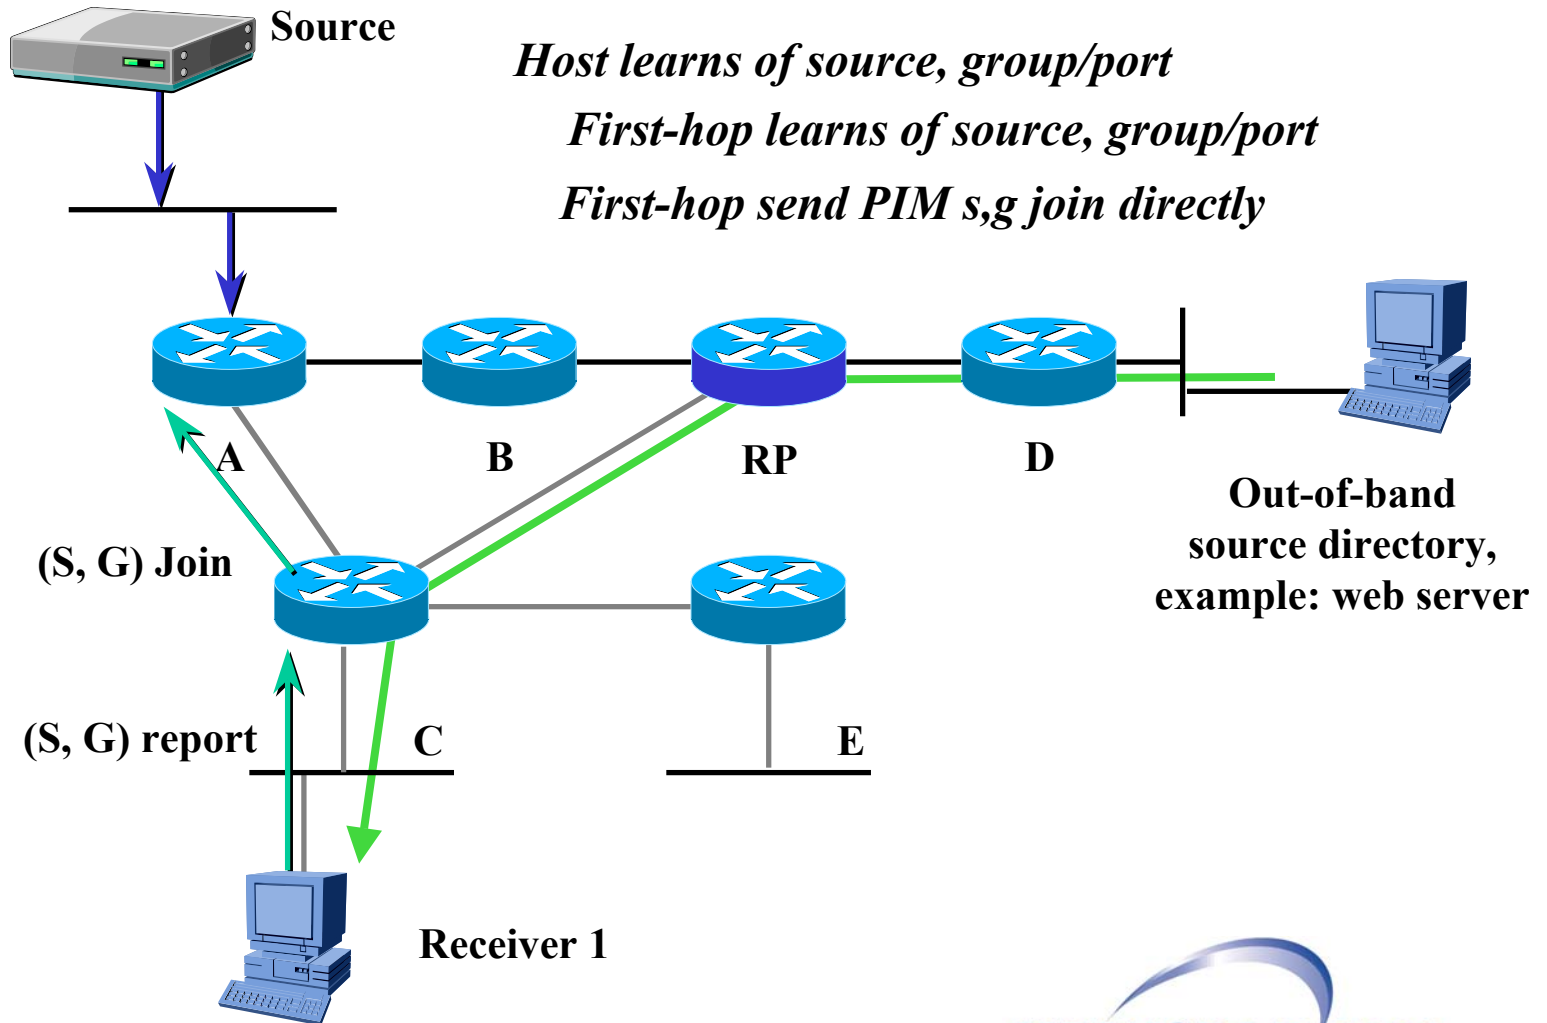 Source
Host learns of source, group/port
First-hop learns of source, group/port
First-hop send PIM s,g join directly
A
B
RP
D
Out-of-band
source directory,
example: web server
(S, G) Join
(S, G) report
C
E
Receiver 1